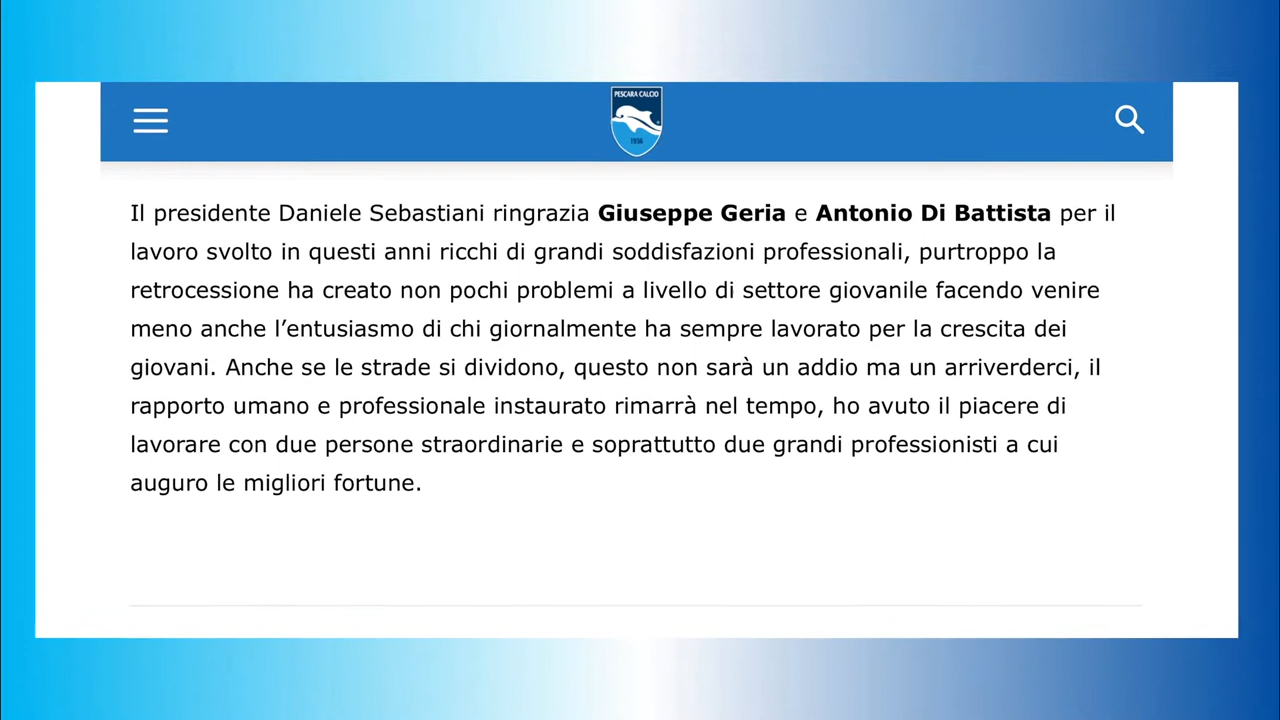 PESCARA CALCIO
1936
Il presidente Daniele Sebastiani ringrazia Giuseppe Geria e Antonio Di Battista per il
lavoro svolto in questi anni ricchi di grandi soddisfazioni professionali, purtroppo la
retrocessione ha creato non pochi problemi a livello di settore giovanile facendo venire
meno anche l’entusiasmo di chi giornalmente ha sempre lavorato per la crescita dei
giovani. Anche se le strade si dividono, questo non sarà un addio ma un arriverderci, il
rapporto umano e professionale instaurato rimarrà nel tempo, ho avuto il piacere di
lavorare con due persone straordinarie e soprattutto due grandi professionisti a cui
auguro le migliori fortune.